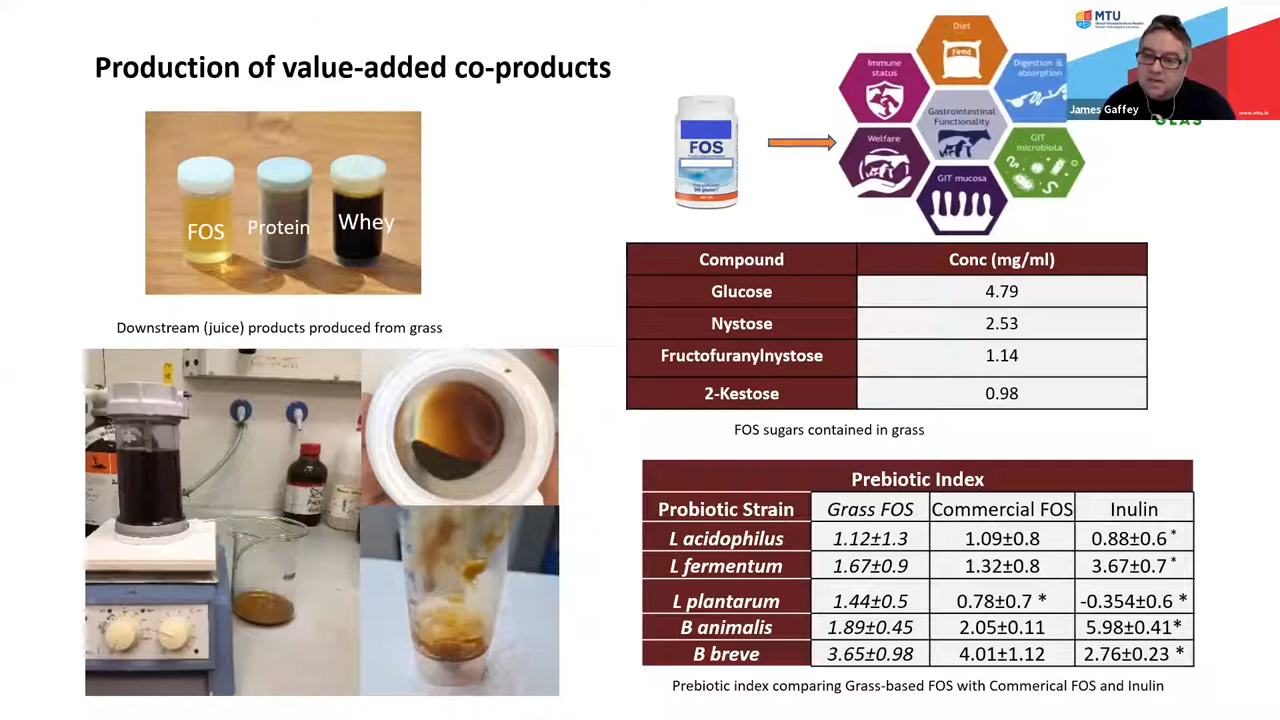 Production of value-added co-products
FOS
Protein
Whey
Downstream (juice) products produced from grass
FOS
Diet
Feed
Immune
status
Digestion &
absorption
Gastrointestinal
Functionality
Welfare
GIT
microbiota
GIT mucosa
MTU
James Gaffey
www.mtu.ie
GLAS
Compound Conc (mg/ml)
Glucose 4.79
Nystose 2.53
Fructofuranylnystose 1.14
2-Kestose 0.98
FOS sugars contained in grass
Prebiotic Index
Probiotic Strain Grass FOS Commercial FOS Inulin
L acidophilus 1.12±1.3 1.09±0.8 0.88±0.6 *
L fermentum 1.67±0.9 1.32±0.8 3.67±0.7 *
L plantarum 1.44±0.5 0.78±0.7 * -0.354±0.6 *
B animalis 1.89±0.45 2.05±0.11 5.98±0.41*
B breve 3.65±0.98 4.01±1.12 2.76±0.23 *
Prebiotic index comparing Grass-based FOS with Commerical FOS and Inulin